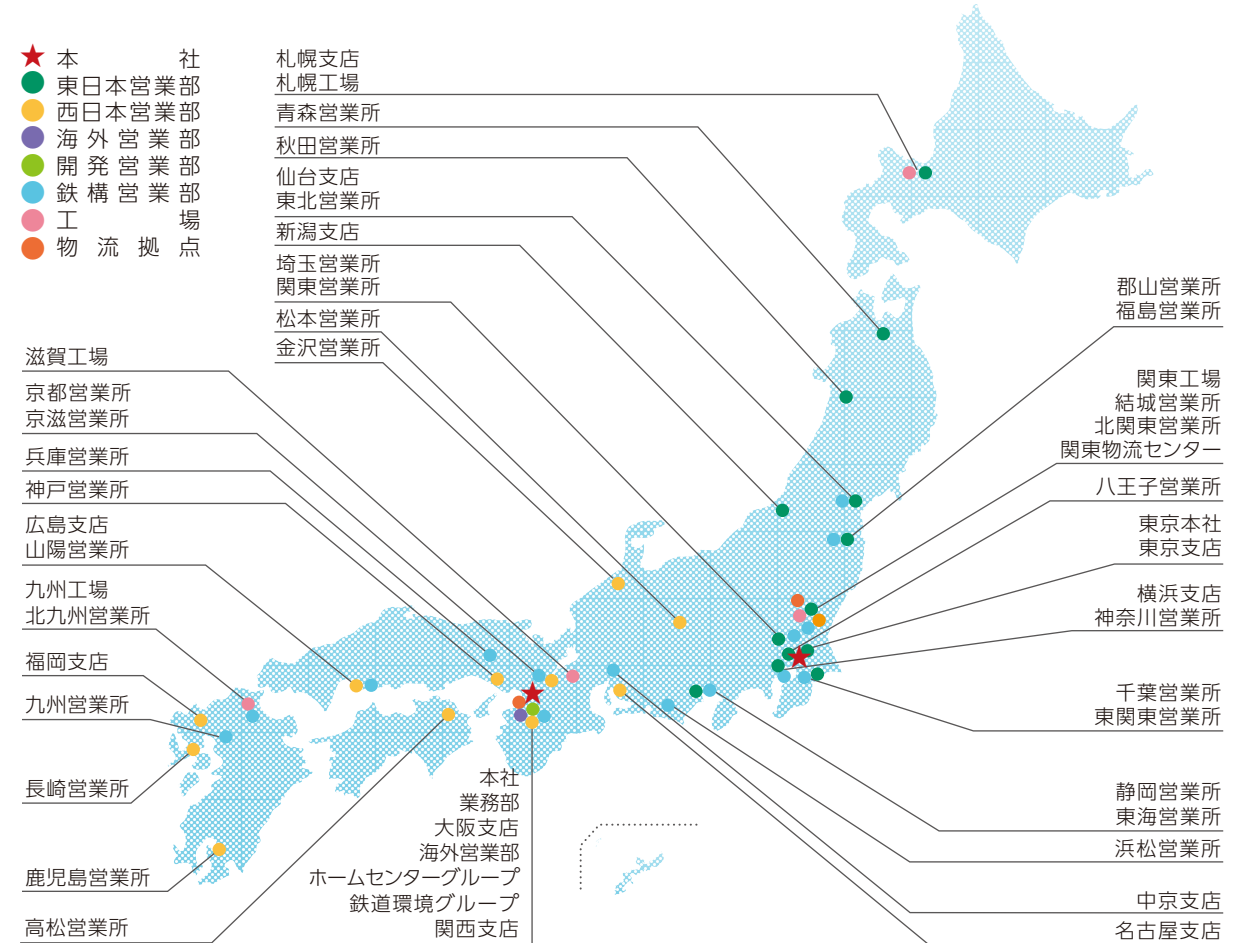 本社
東日本営業部
西日本営業部
海外営業部
開発営業部
鉄構営業部
工場
物流拠点
札幌支店
札幌工場
青森営業所
秋田営業所
仙台支店
東北営業所
新潟支店
埼玉営業所
関東営業所
松本営業所
金沢営業所
滋賀工場
京都営業所
京滋営業所
兵庫営業所
神戸営業所
広島支店
山陽営業所
九州工場
北九州営業所
福岡支店
九州営業所
長崎営業所
鹿児島営業所
高松営業所
本社
業務部
大阪支店
海外営業部
ホームセンターグループ
鉄道環境グループ
関西支店
郡山営業所
福島営業所
関東工場
結城営業所
北関東営業所
関東物流センター
八王子営業所
東京本社
東京支店
横浜支店
神奈川営業所
千葉営業所
東関東営業所
静岡営業所
東海営業所
浜松営業所
中京支店
名古屋支店